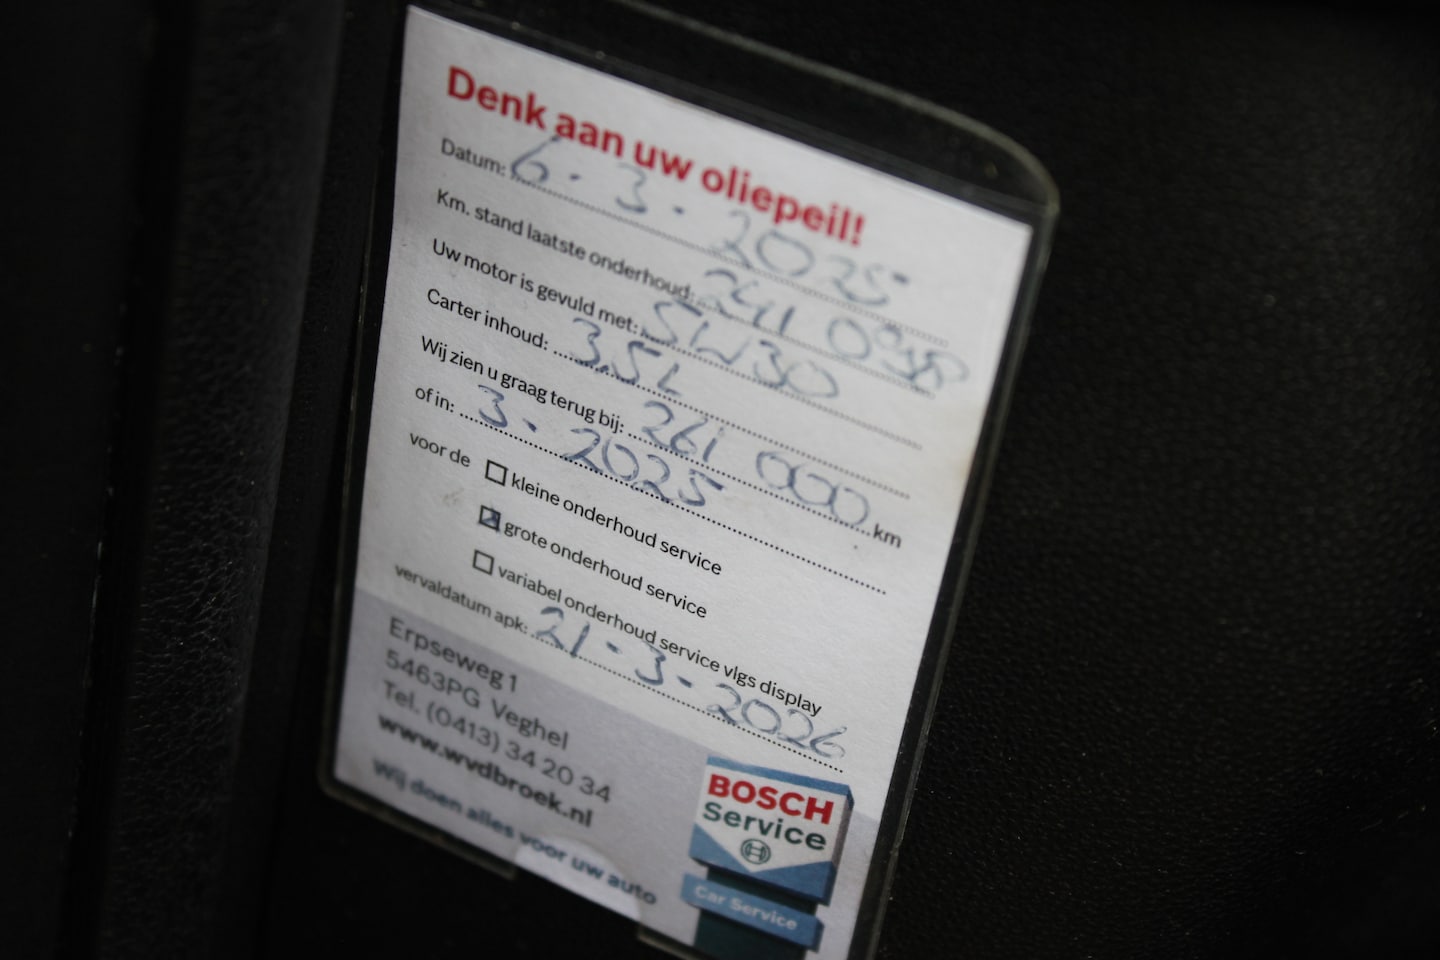 Denk aan uw oliepeil!
Datum: 6 - 3 - 2025
Km. stand laatste onderhoud: 241 0
Uw motor is gevuld met: 5W30
Carter inhoud: 3,5L
Wij zien u graag terug bij: 261 000 km
of in: 3 - 2025
voor de kleine onderhoud service
grote onderhoud service
variabel onderhoud service vlgs display
vervaldatum apk: 21 - 3 - 2026
Erpseweg 1
5463PG Veghel
Tel. (0413) 34 20 34
www.wvdbroek.nl
Wij doen alles voor uw auto
BOSCH
Service
Car Service